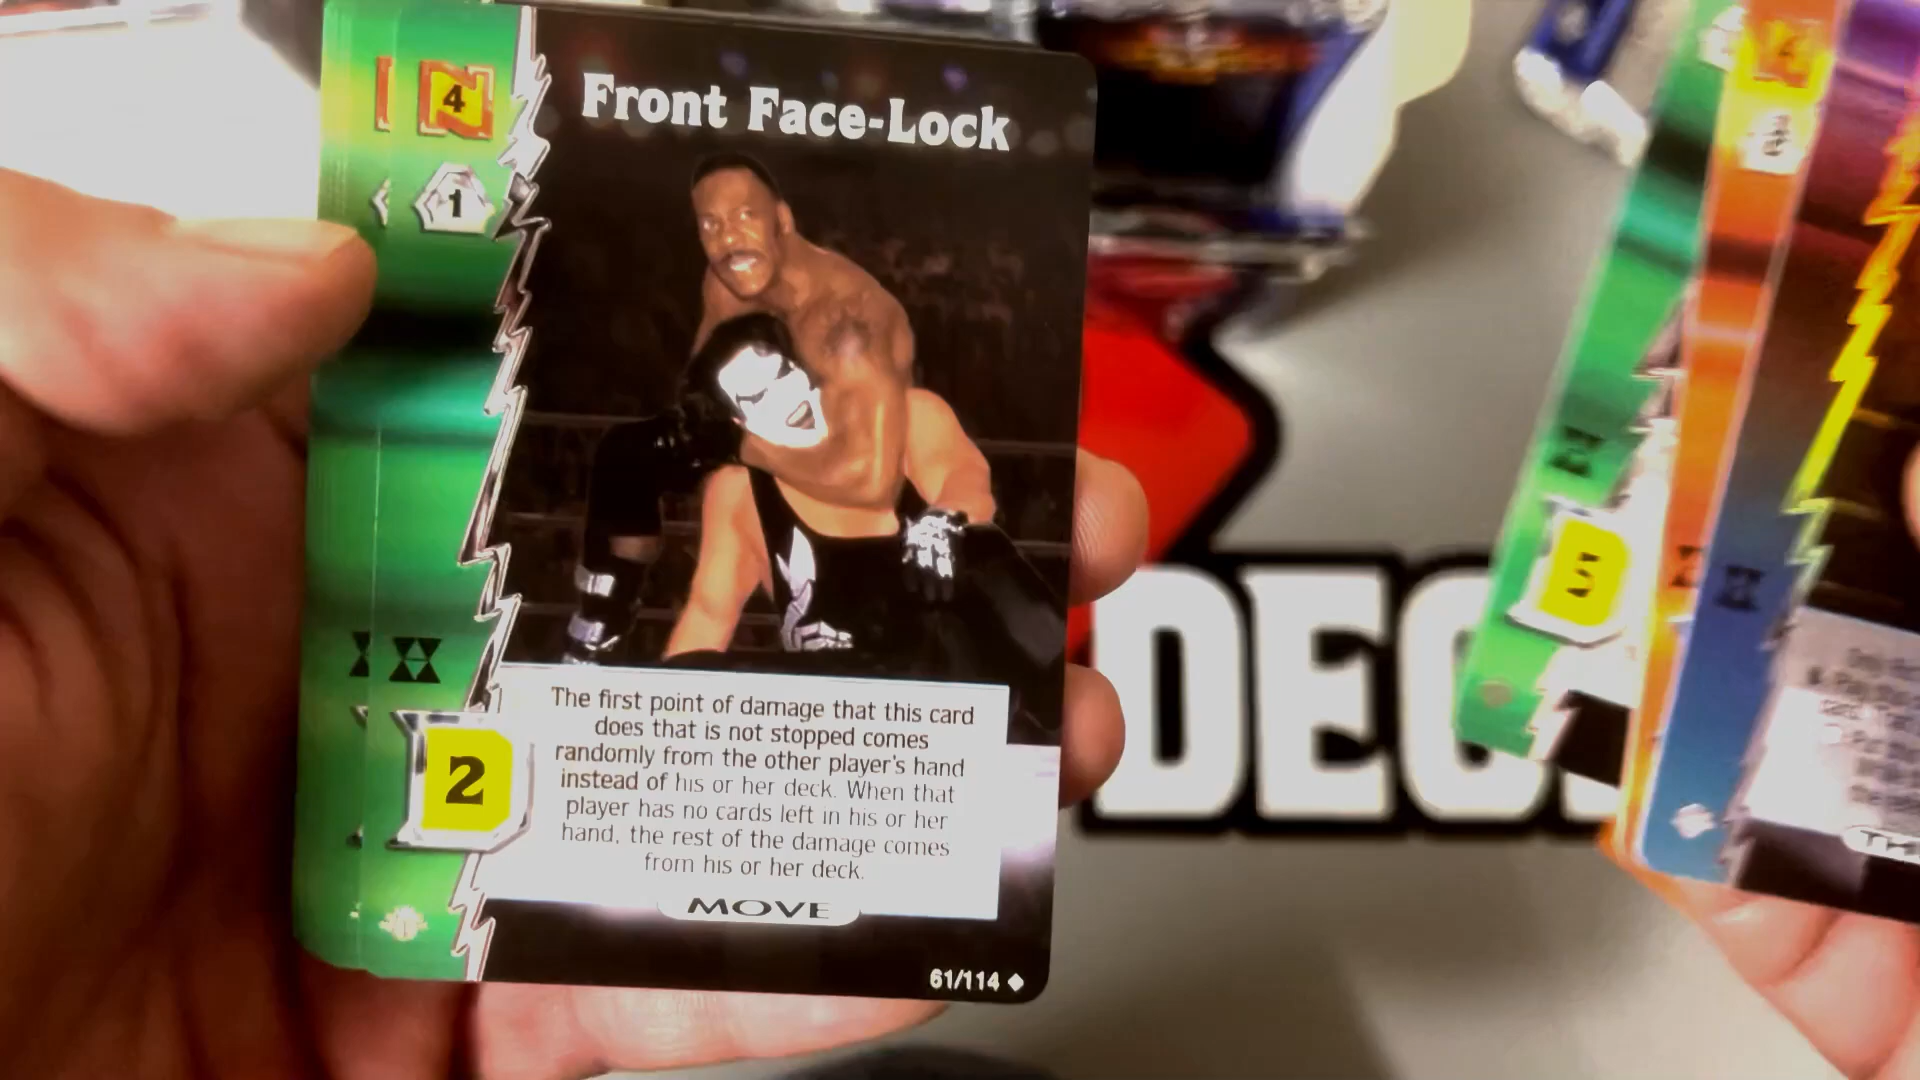 4
Front Face-Lock
1
The first point of damage that this card
does that is not stopped comes
randomly from the other player's hand
instead of his or her deck. When that
player has no cards left in his or her
hand, the rest of the damage comes
from his or her deck.
2
MOVE
61/114
5
DEC